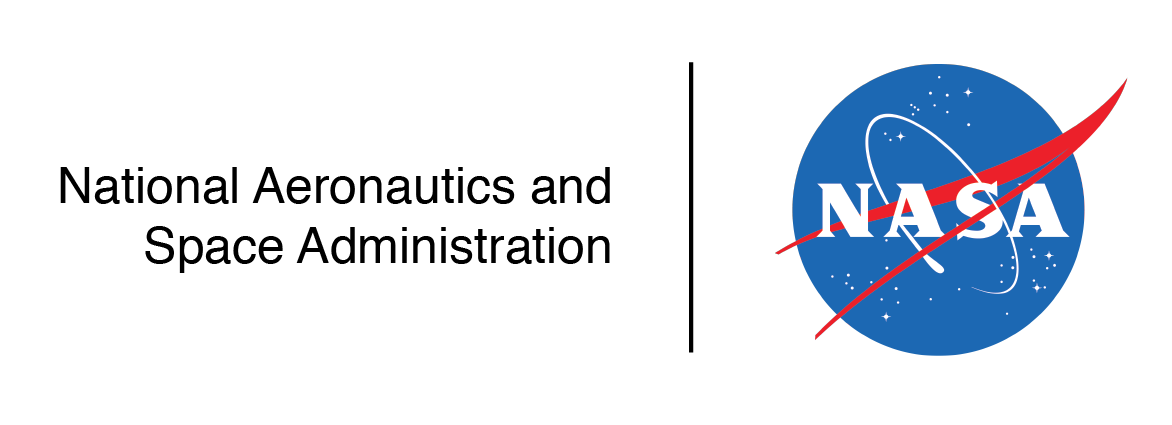 National Aeronautics and
Space Administration
NASA